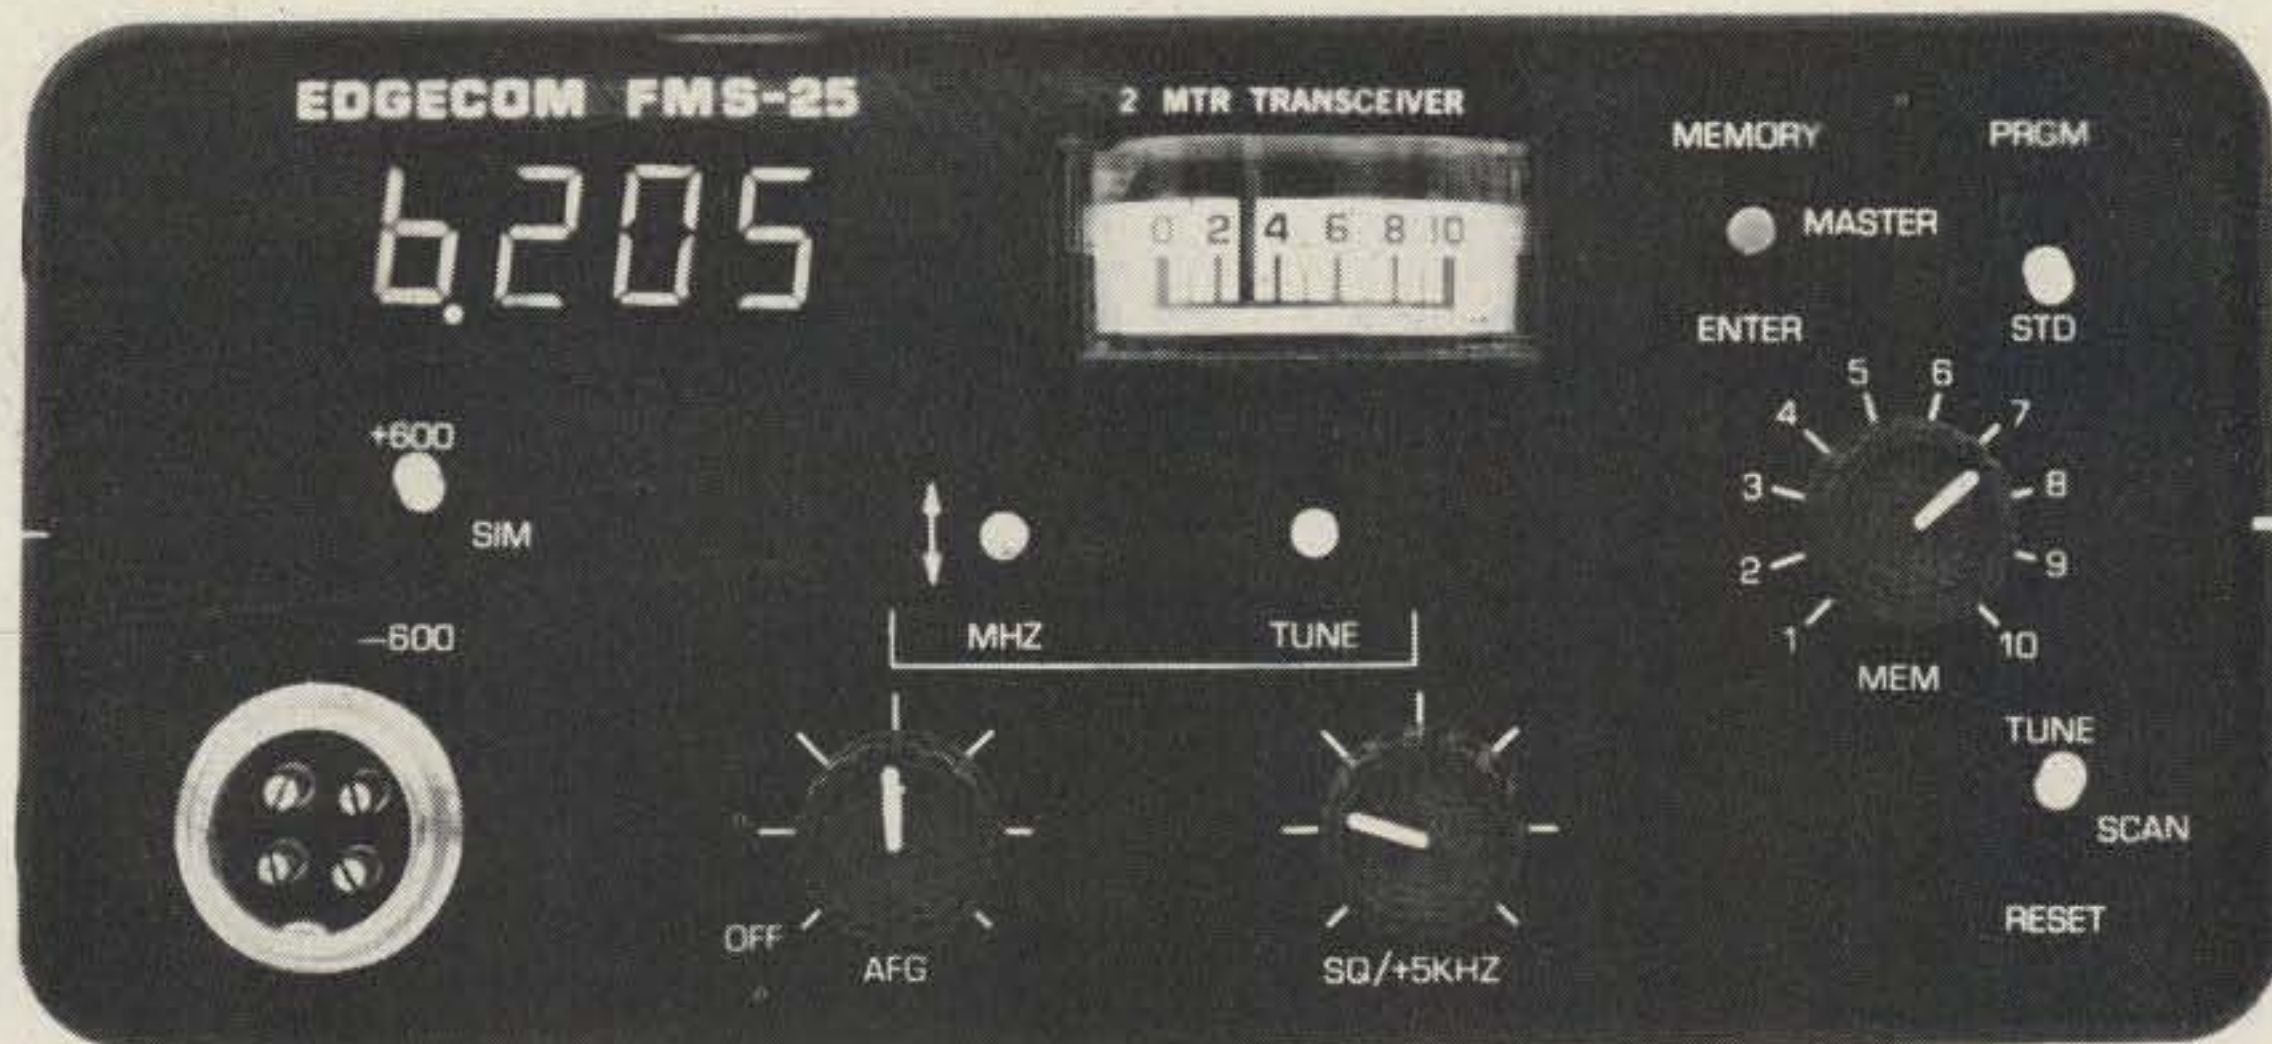 EDGECOM FMS-25
2 MTR TRANSCEIVER
6.205
0 2 4 6 8 10
MEMORY
PRGM
MASTER
ENTER
STD
+600
SIM
-600
MHZ
TUNE
5 6
4 7
3 8
2 9
1 10
MEM
TUNE
SCAN
RESET
OFF
AFG
SQ/+5KHZ